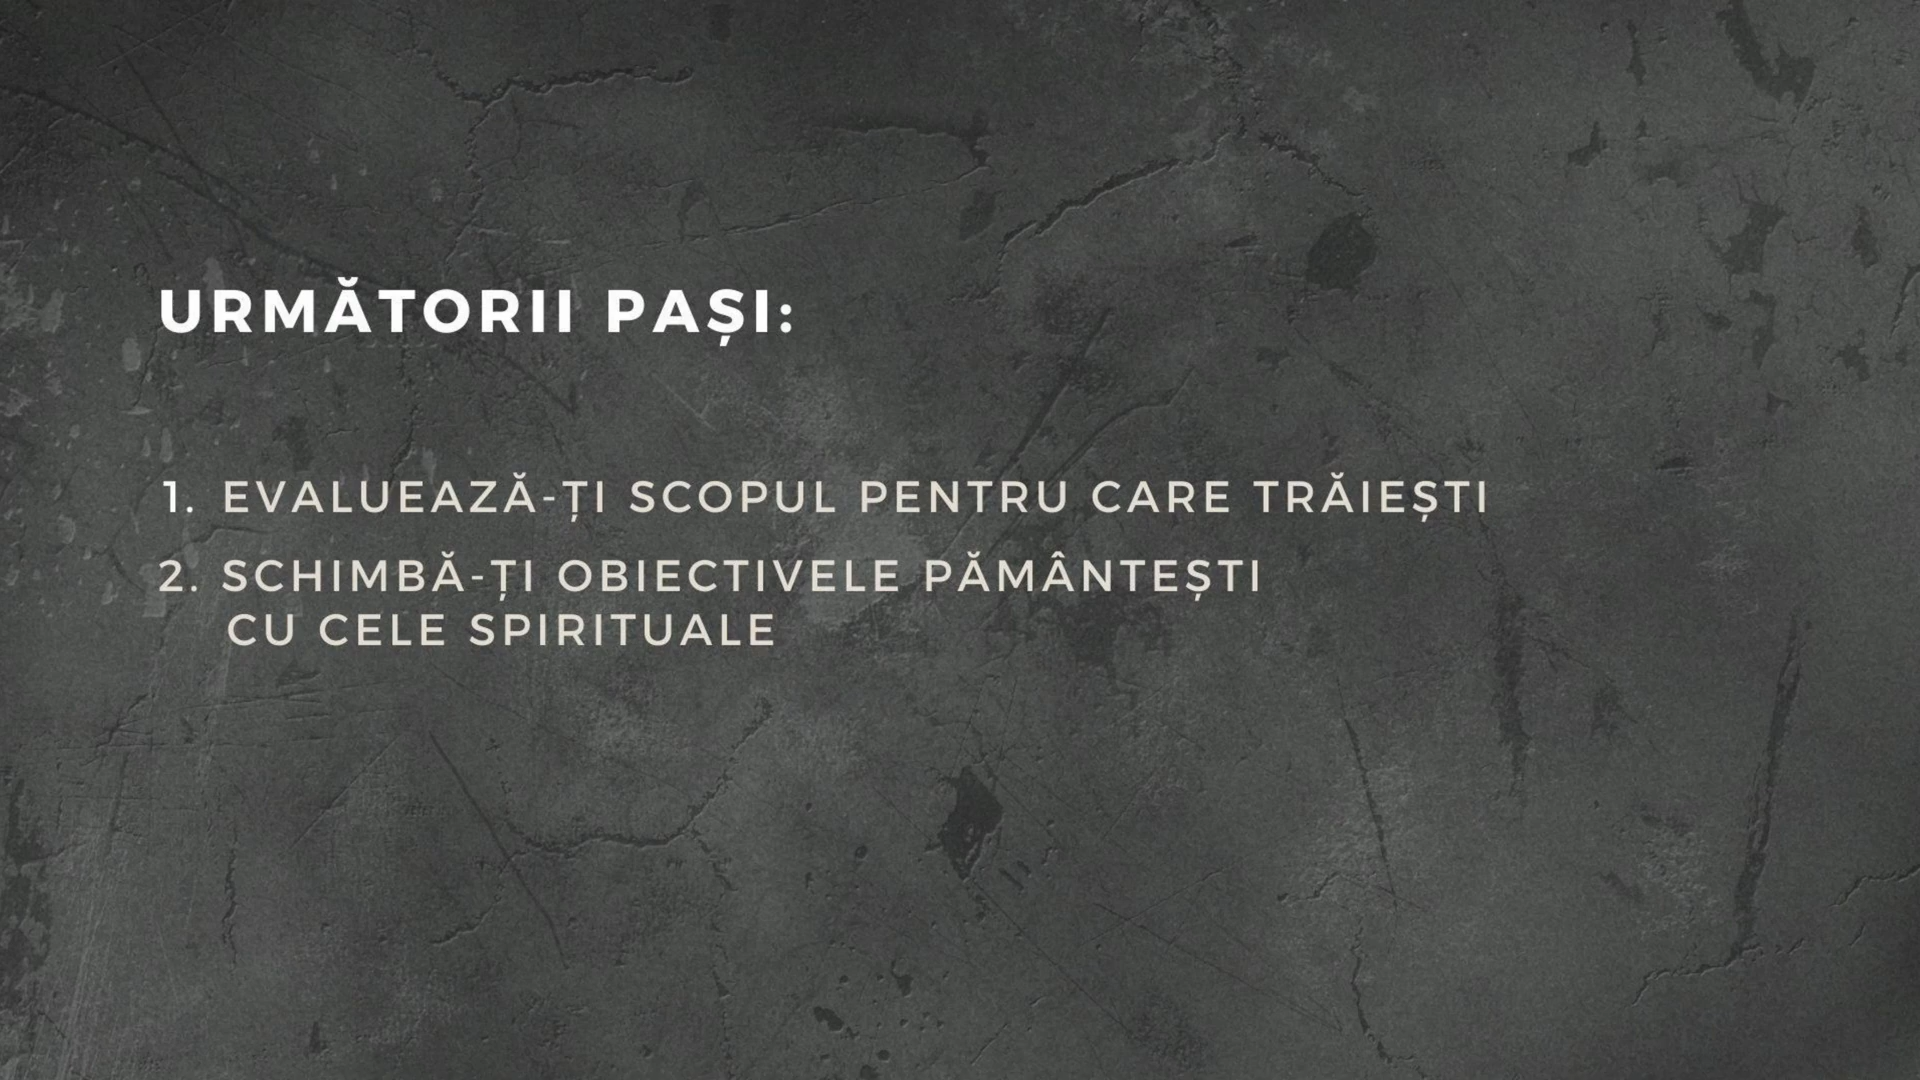 URMĂTORII PAȘI:
1. EVALUEAZĂ-ȚI SCOPUL PENTRU CARE TRĂIEȘTI
2. SCHIMBĂ-ȚI OBIECTIVELE PĂMÂNTEȘTI
CU CELE SPIRITUALE